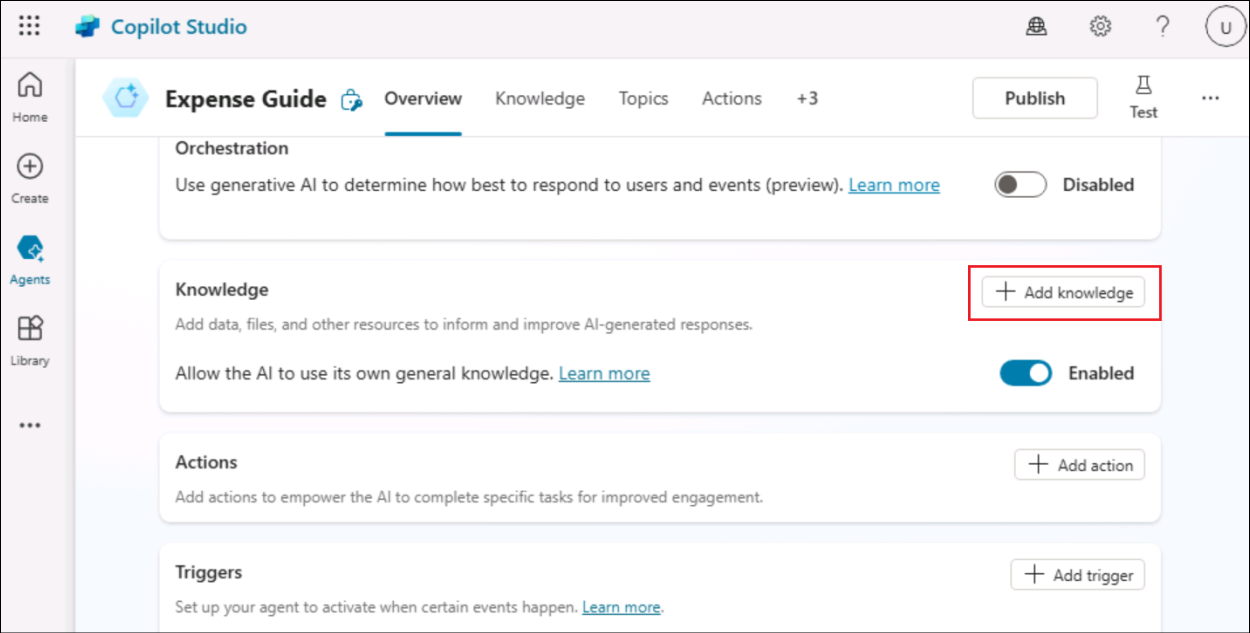 Copilot Studio
?
U
Home
Create
Agents
Library
Expense Guide
Overview
Knowledge
Topics
Actions
+3
Publish
Test
Orchestration
Use generative AI to determine how best to respond to users and events (preview). Learn more
Disabled
Knowledge
+ Add knowledge
Add data, files, and other resources to inform and improve AI-generated responses.
Allow the AI to use its own general knowledge. Learn more
Enabled
Actions
+ Add action
Add actions to empower the AI to complete specific tasks for improved engagement.
Triggers
+ Add trigger
Set up your agent to activate when certain events happen. Learn more.